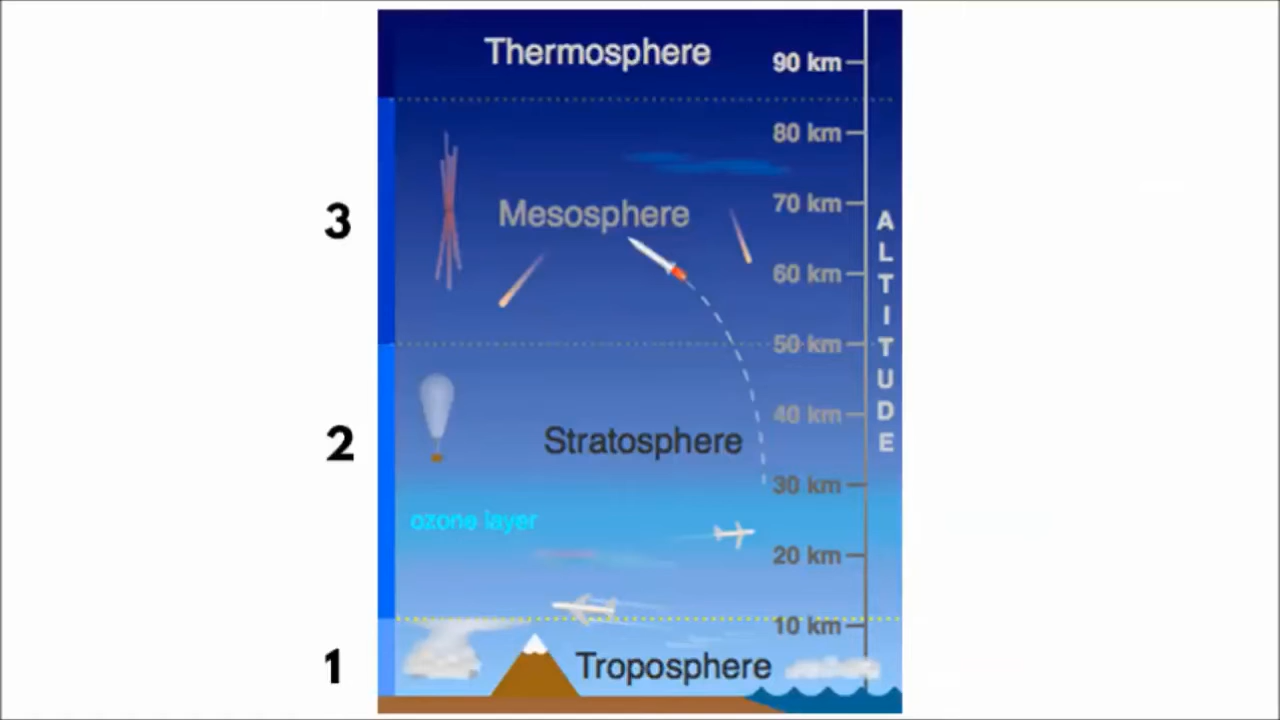 Thermosphere
90 km
80 km
3
Mesosphere
70 km
60 km
50 km
ALTITUDE
40 km
2
Stratosphere
30 km
ozone layer
20 km
10 km
1
Troposphere